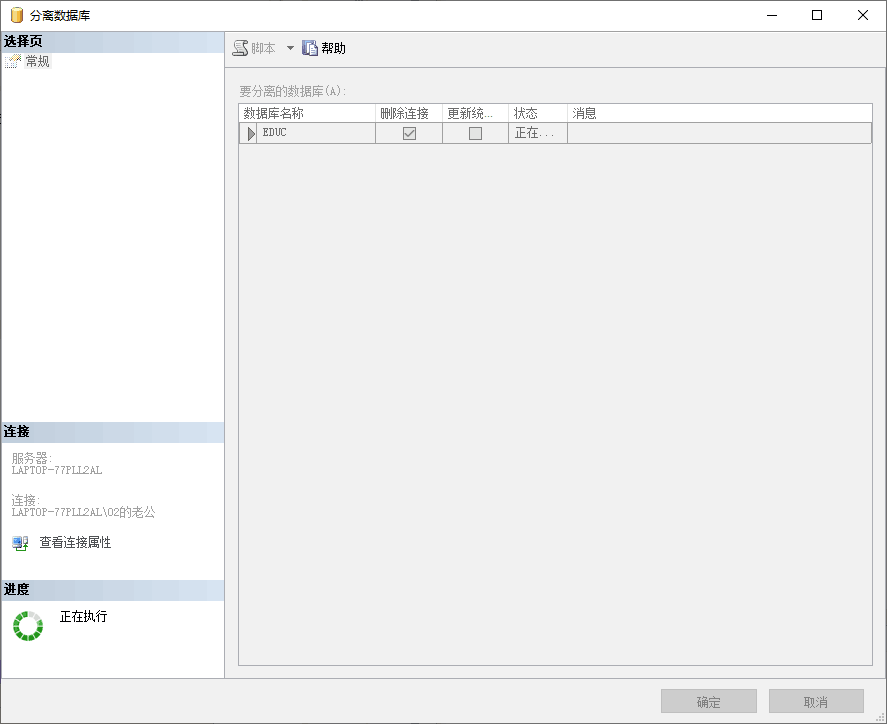 分离数据库
选择页
常规
脚本
帮助
要分离的数据库(A):
数据库名称 删除连接 更新统... 状态 消息
EDUC 正在...
连接
服务器:
LAPTOP-77PLL2AL
连接:
LAPTOP-77PLL2AL\02的老公
查看连接属性
进度
正在执行
确定 取消